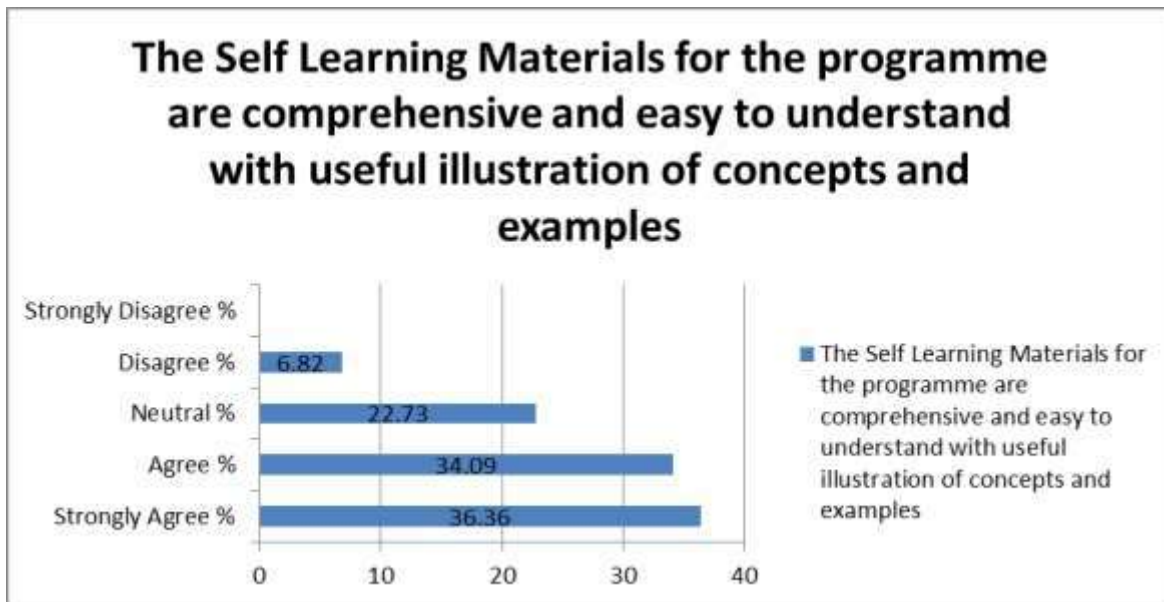 The Self Learning Materials for the programme
are comprehensive and easy to understand
with useful illustration of concepts and
examples
Strongly Disagree %
Disagree % 6.82
Neutral % 22.73
Agree % 34.09
Strongly Agree % 36.36
0 10 20 30 40
The Self Learning Materials for
the programme are
comprehensive and easy to
understand with useful
illustration of concepts and
examples